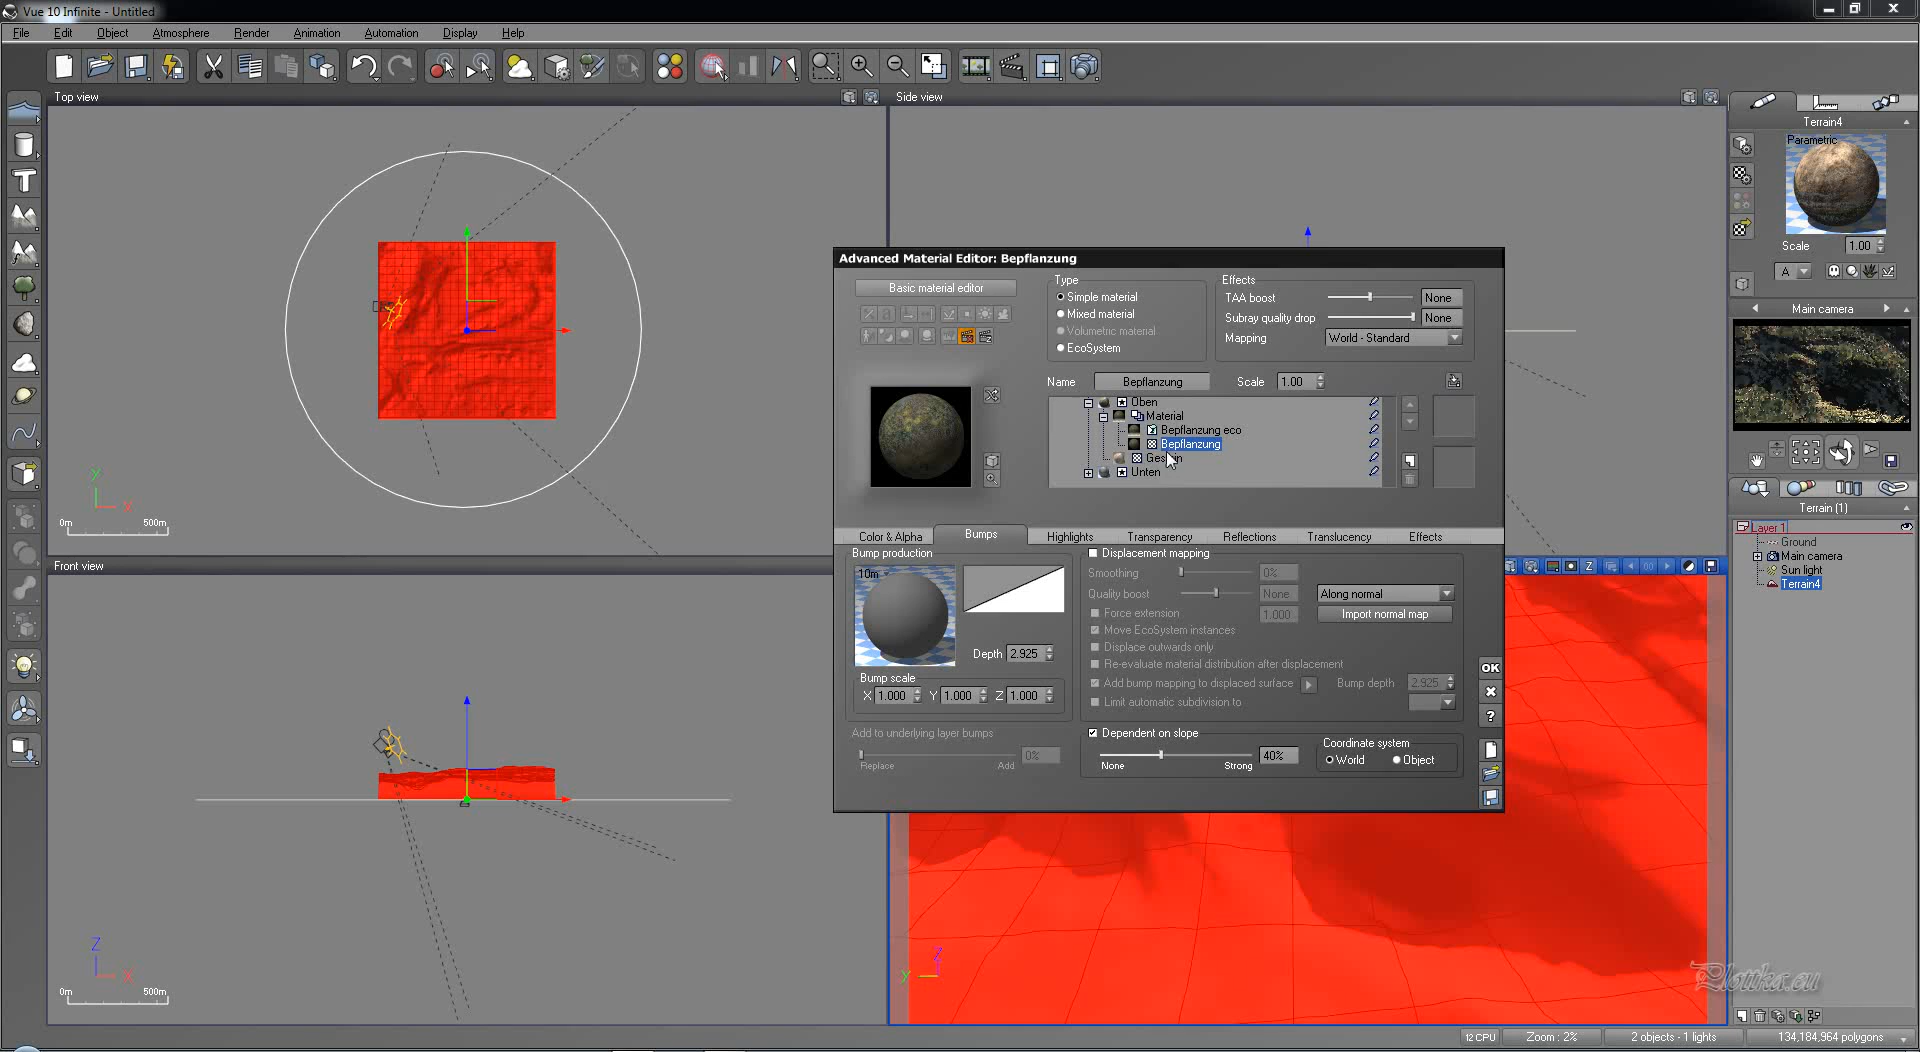 Vue 10 Infinite - Untitled
File Edit Object Atmosphere Render Animation Automation Display Help
Top view
Side view
Terrain4
Parametric
Scale 1.00
A
Main camera
Y
X
0m 500m
Front view
Z
X
0m 500m
Advanced Material Editor: Bepflanzung
Basic material editor
Type
Simple material
Mixed material
Volumetric material
EcoSystem
Effects
TAA boost None
Subray quality drop None
Mapping World - Standard
Name Bepflanzung Scale 1.00
Oben
Material
Bepflanzung eco
Bepflanzung
Unten
Color & Alpha Bumps Highlights Transparency Reflections Translucency Effects
Bump production
10m
Depth 2.925
Bump scale
X 1.000 Y 1.000 Z 1.000
Add to underlying layer bumps
0%
Replace Add
Displacement mapping
Smoothing 0%
Quality boost None Along normal
Force extension 1.000 Import normal map
Move EcoSystem instances
Displace outwards only
Re-evaluate material distribution after displacement
Add bump mapping to displaced surface Bump depth 2.925
Limit automatic subdivision to
Dependent on slope
40%
None Strong
Coordinate system
World Object
OK
?
Z
Terrain (1)
Layer 1
Ground
Main camera
Sun light
Terrain4
Z
Y
Plottka.eu
12 CPU Zoom : 2% 2 objects - 1 lights 134,184,964 polygons